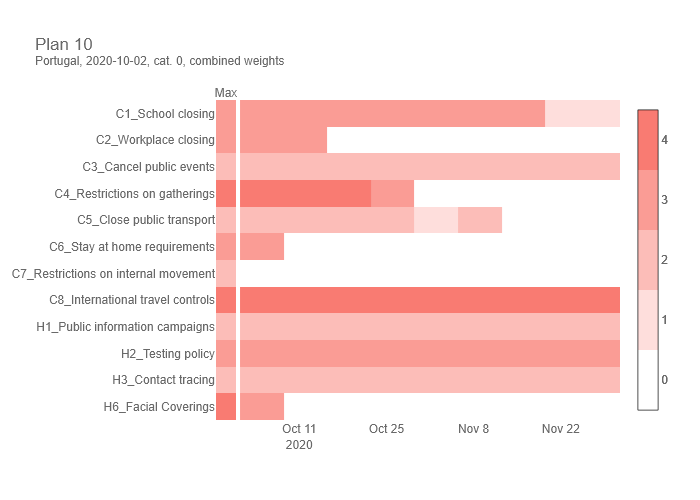 Plan 10
Portugal, 2020-10-02, cat. 0, combined weights
Max
C1_School closing
C2_Workplace closing
C3_Cancel public events
C4_Restrictions on gatherings
C5_Close public transport
C6_Stay at home requirements
C7_Restrictions on internal movement
C8_International travel controls
H1_Public information campaigns
H2_Testing policy
H3_Contact tracing
H6_Facial Coverings
Oct 11 Oct 25 Nov 8 Nov 22
2020
4
3
2
1
0